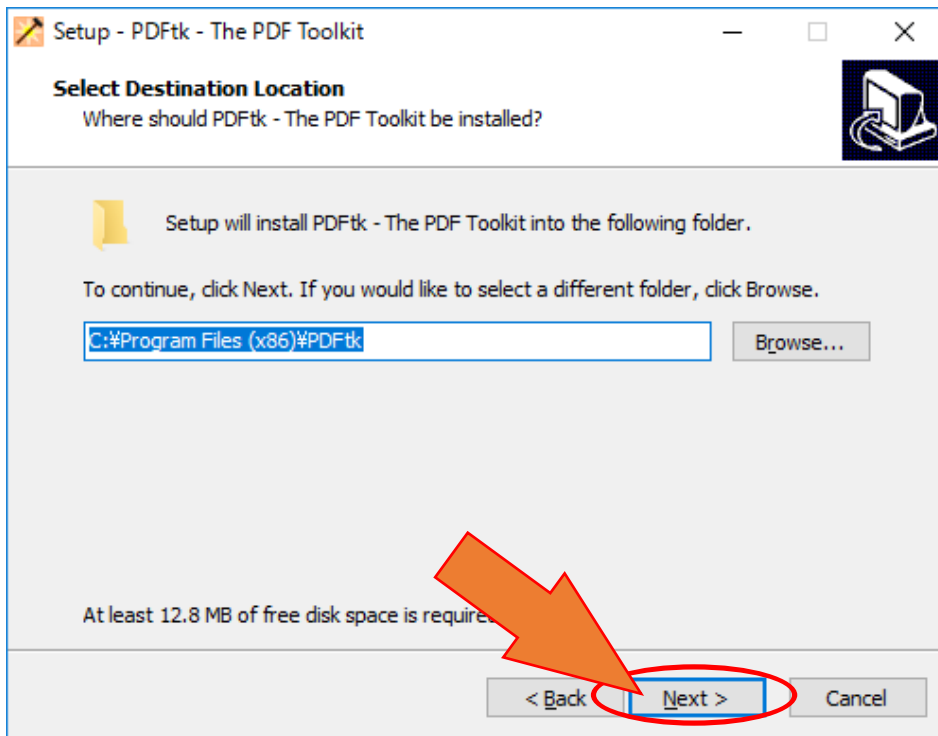 Setup - PDFtk - The PDF Toolkit
Select Destination Location
Where should PDFtk - The PDF Toolkit be installed?
Setup will install PDFtk - The PDF Toolkit into the following folder.
To continue, click Next. If you would like to select a different folder, click Browse.
C:¥Program Files (x86)¥PDFtk
Browse...
At least 12.8 MB of free disk space is require
< Back
Next >
Cancel